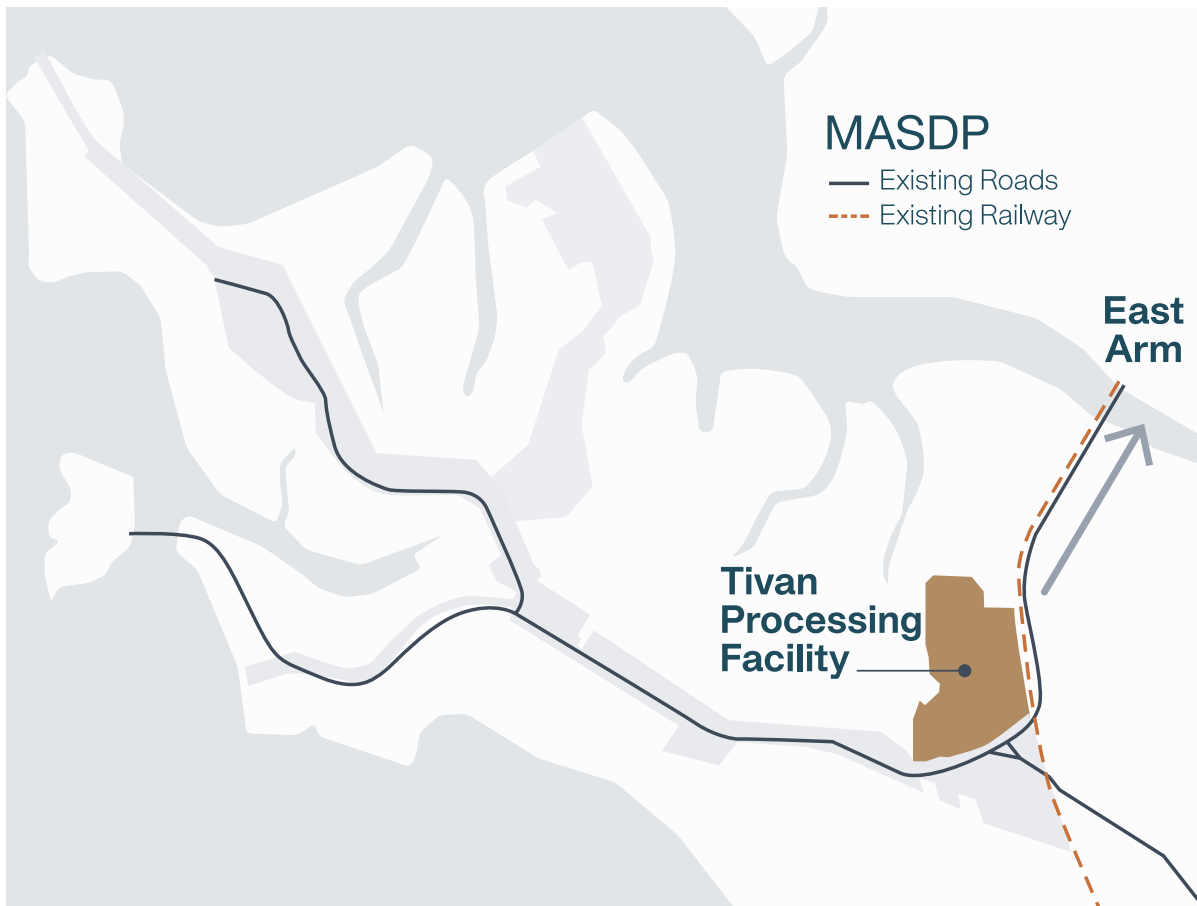 MASDP
Existing Roads
Existing Railway
East
Arm
Tivan
Processing
Facility